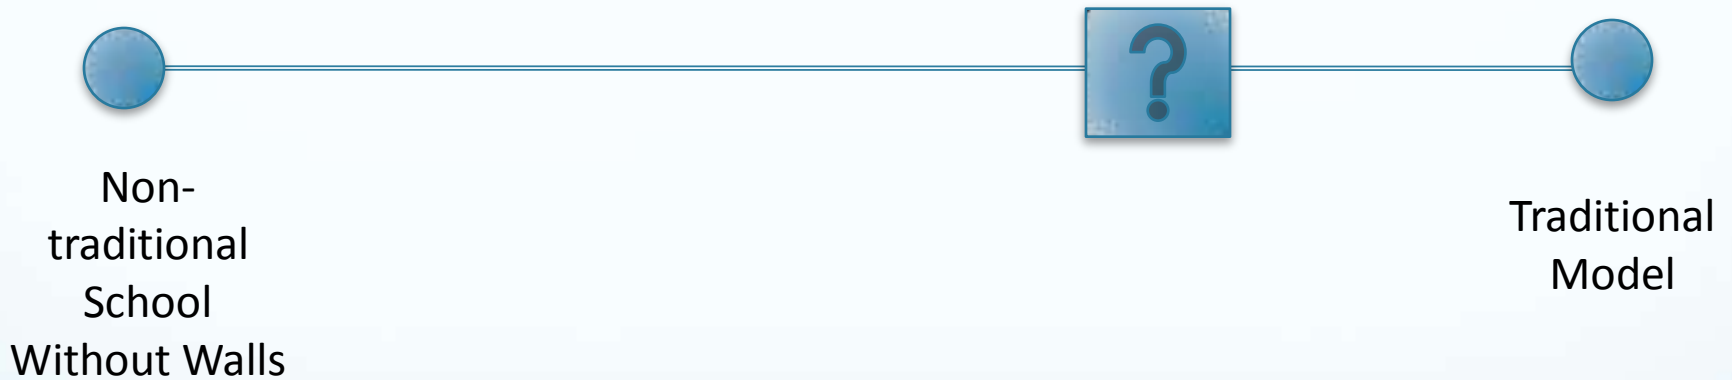 ?
Non-
traditional
School
Without Walls
Traditional
Model